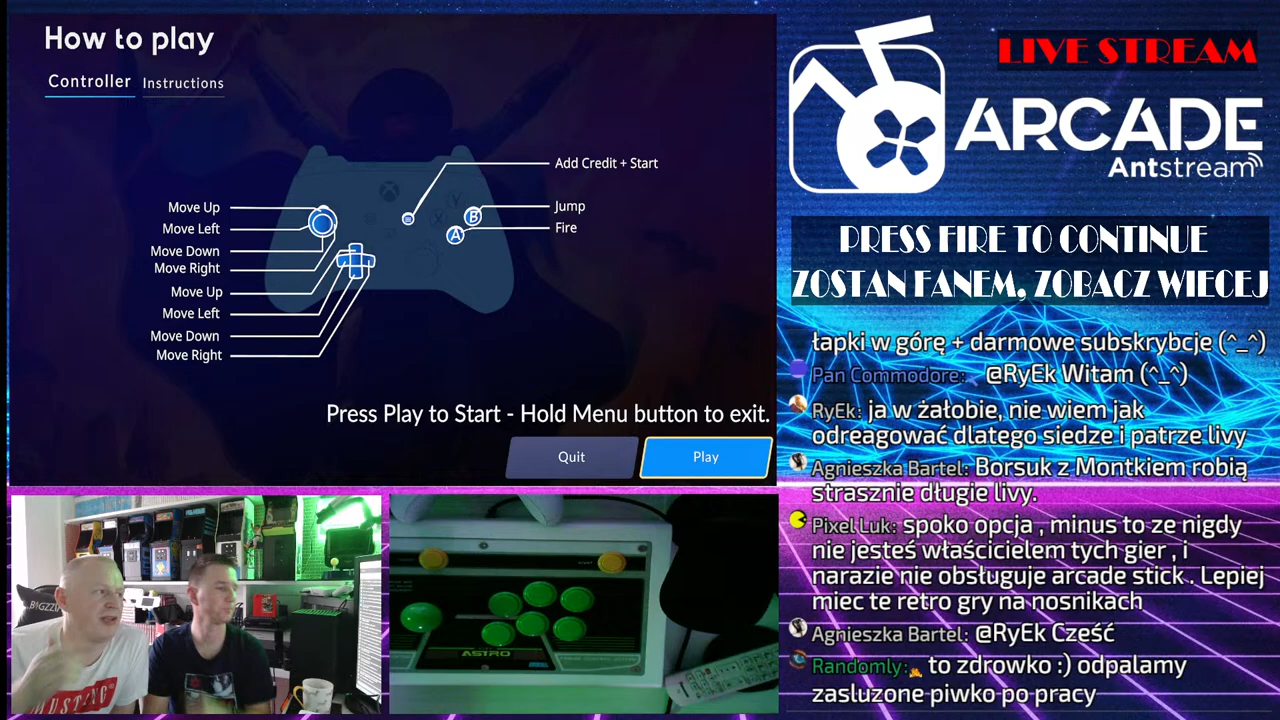 How to play
Controller Instructions
Add Credit + Start
Jump
Fire
Move Up
Move Left
Move Down
Move Right
Move Up
Move Left
Move Down
Move Right
Press Play to Start - Hold Menu button to exit.
Quit
Play
LIVE STREAM
ARCADE
Antstream
PRESS FIRE TO CONTINUE
ZOSTAN FANEM, ZOBACZ WIECEJ
łapki w górę + darmowe subskrybcje (^_^)
Pan Commodore: @RyEk Witam (^_^)
RyEk: ja w żałobie, nie wiem jak
odreagować dlatego siedze i patrze livy
Agnieszka Bartel: Borsuk z Montkiem robią
strasznie długie livy.
Pixel Luk: spoko opcja , minus to ze nigdy
nie jesteś właścicielem tych gier , i
narazie nie obsługuje arcade stick . Lepiej
miec te retro gry na nosnikach
Agnieszka Bartel: @RyEk Cześć
Randomly: to zdrowko :) odpalamy
zasluzone piwko po pracy
ASTRO